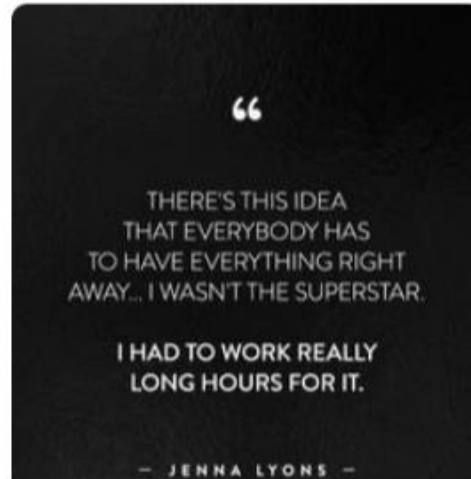 “
THERE'S THIS IDEA
THAT EVERYBODY HAS
TO HAVE EVERYTHING RIGHT
AWAY... I WASN'T THE SUPERSTAR.
I HAD TO WORK REALLY
LONG HOURS FOR IT.
— JENNA LYONS —